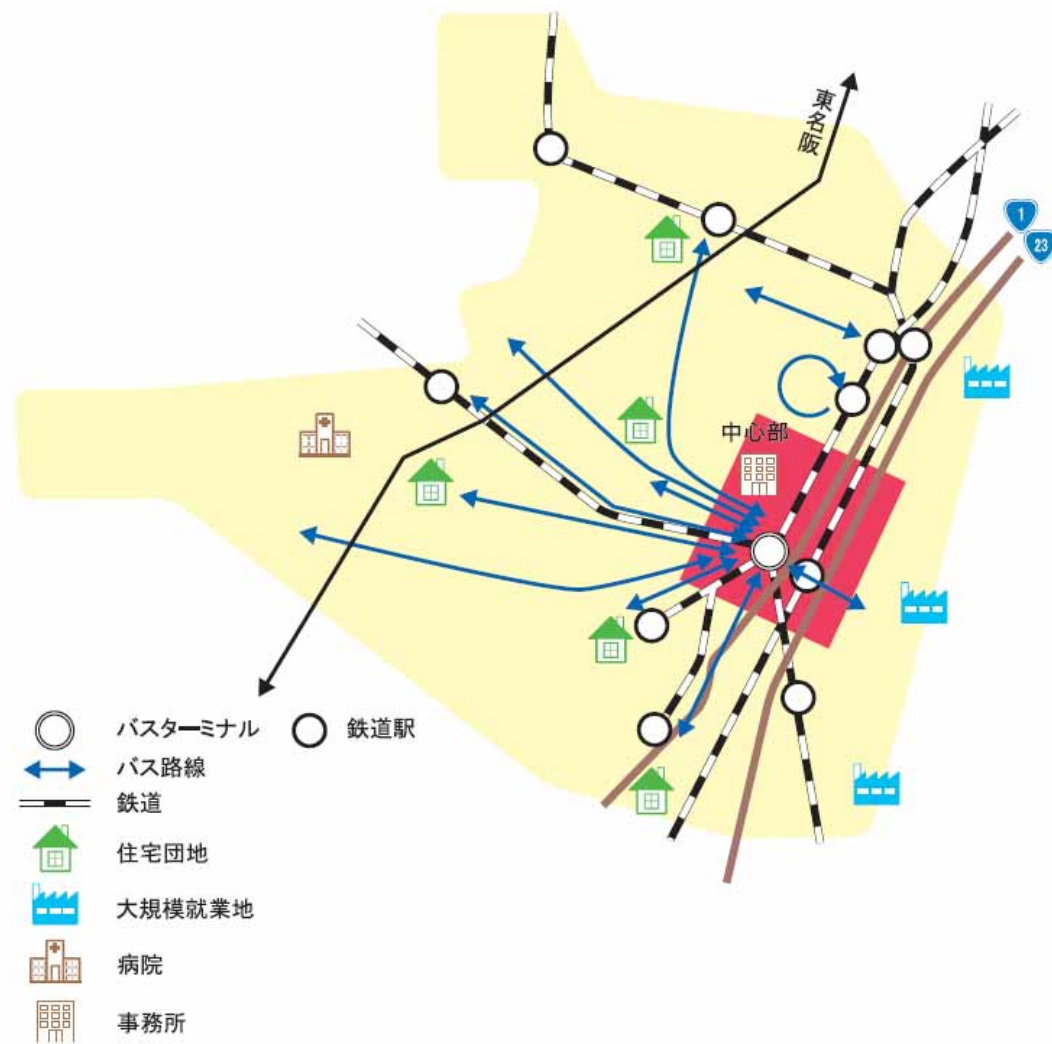 東名阪
1
23
中心部
バスターミナル
鉄道駅
バス路線
鉄道
住宅団地
大規模就業地
病院
事務所